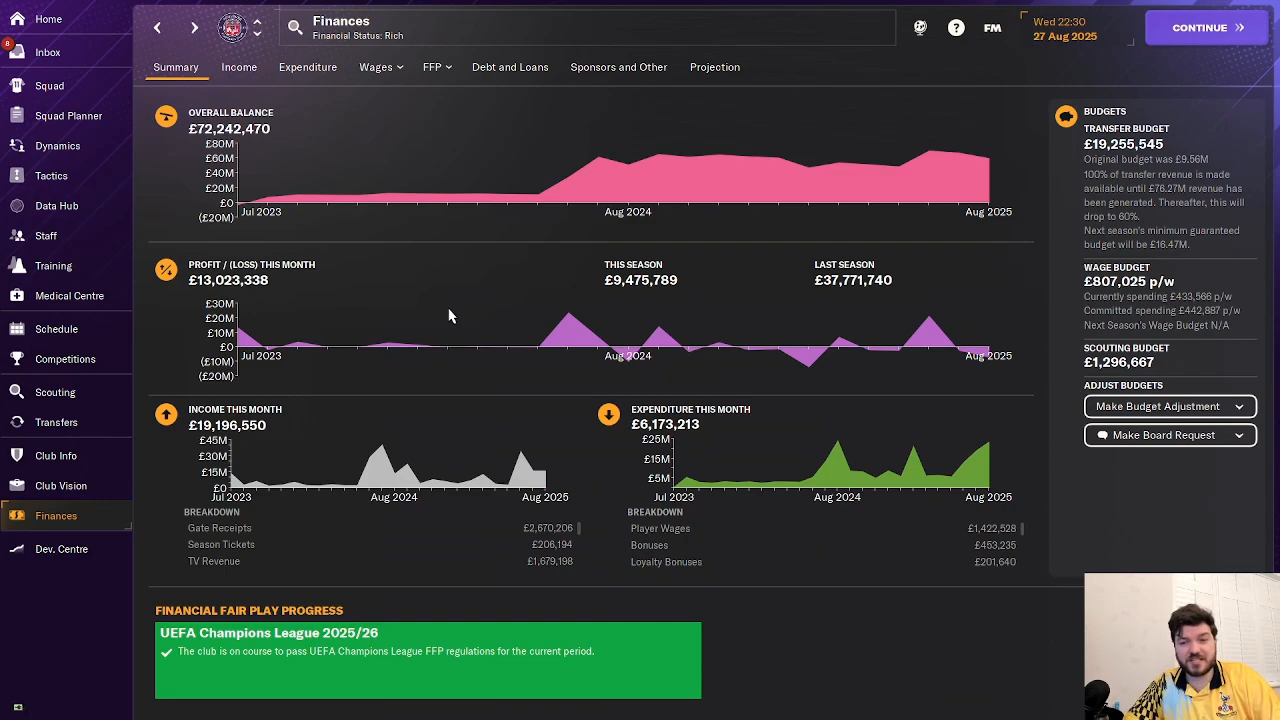 Home
8
Inbox
Squad
Squad Planner
Dynamics
Tactics
Data Hub
Staff
Training
Medical Centre
Schedule
Competitions
Scouting
Transfers
Club Info
Club Vision
Finances
Dev. Centre
Finances
Financial Status: Rich
?
FM
Wed 22:30
27 Aug 2025
CONTINUE
Summary
Income
Expenditure
Wages
FFP
Debt and Loans
Sponsors and Other
Projection
OVERALL BALANCE
£72,242,470
£80M
£60M
£40M
£20M
£0
(£20M)
Jul 2023
Aug 2024
Aug 2025
PROFIT / (LOSS) THIS MONTH
£13,023,338
THIS SEASON
£9,475,789
LAST SEASON
£37,771,740
£30M
£20M
£10M
£0
(£10M)
(£20M)
Jul 2023
Aug 2024
Aug 2025
INCOME THIS MONTH
£19,196,550
£45M
£30M
£15M
£0
Jul 2023
Aug 2024
Aug 2025
BREAKDOWN
Gate Receipts £2,670,206
Season Tickets £206,194
TV Revenue £1,679,198
EXPENDITURE THIS MONTH
£6,173,213
£25M
£15M
£5M
Jul 2023
Aug 2024
Aug 2025
BREAKDOWN
Player Wages £1,422,528
Bonuses £453,235
Loyalty Bonuses £201,640
FINANCIAL FAIR PLAY PROGRESS
UEFA Champions League 2025/26
The club is on course to pass UEFA Champions League FFP regulations for the current period.
BUDGETS
TRANSFER BUDGET
£19,255,545
Original budget was £9.56M
100% of transfer revenue is made
available until £76.27M revenue has
been generated. Thereafter, this will
drop to 60%.
Next season's minimum guaranteed
budget will be £16.47M.
WAGE BUDGET
£807,025 p/w
Currently spending £433,566 p/w
Committed spending £442,887 p/w
Next Season's Wage Budget N/A
SCOUTING BUDGET
£1,296,667
ADJUST BUDGETS
Make Budget Adjustment
Make Board Request